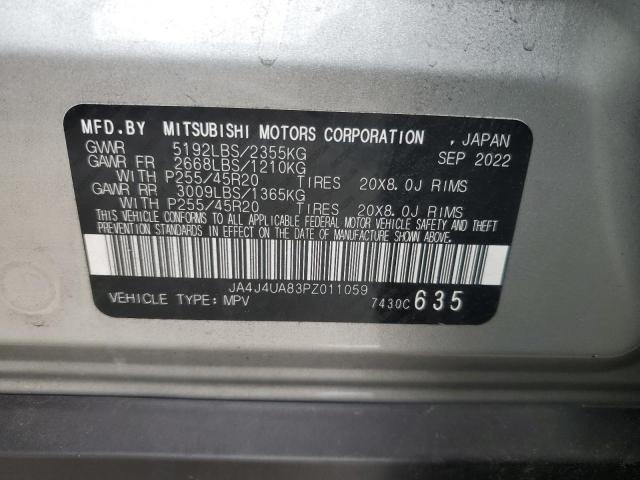 MFD.BY MITSUBISHI MOTORS CORPORATION , JAPAN
GWWR 5192LBS/2355KG SEP 2022
GAWR FR 2668LBS/1210KG
WITH P255/45R20 TIRES 20X8.0J RIMS
GAWR RR 3009LBS/1365KG
WITH P255/45R20 TIRES 20X8.0J RIMS
THIS VEHICLE CONFORMS TO ALL APPLICABLE FEDERAL MOTOR VEHICLE SAFETY AND THEFT
PREVENTION STANDARDS IN EFFECT ON THE DATE OF MANUFACTURE SHOWN ABOVE.
JA4J4UA83PZ011059
VEHICLE TYPE: MPV 7430C 635